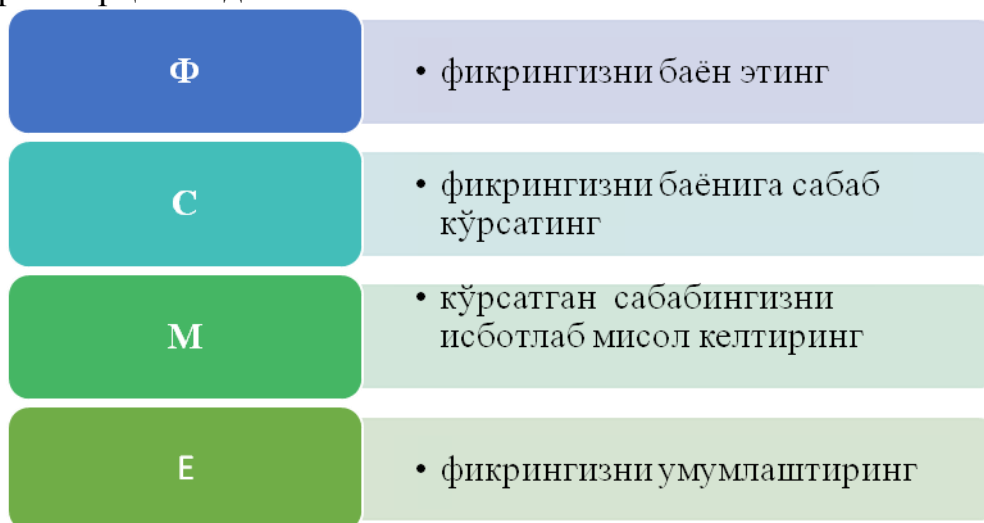 Ф
• фикрингизни баён этинг
С
• фикрингизни баёнига сабаб
кўрсатинг
М
• кўрсатган сабабингизни
исботлаб мисол келтиринг
Е
• фикрингизни умумлаштиринг